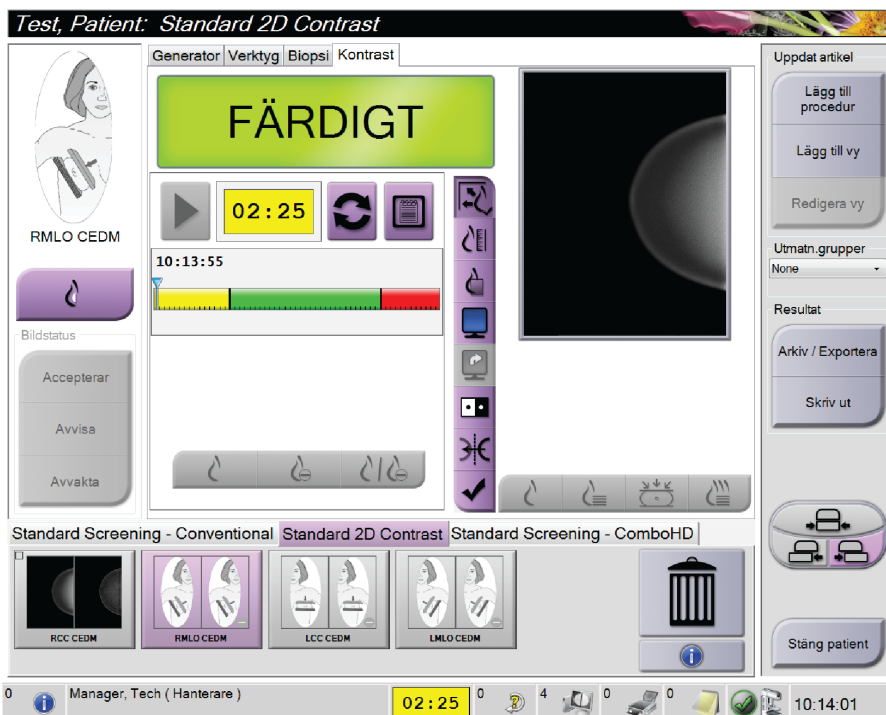 Test, Patient: Standard 2D Contrast
Generator Verktyg Biopsi Kontrast
FÄRDIGT
RMLO CEDM
02:25
10:13:55
Bildstatus
Accepterar
Avvisa
Avvakta
Uppdat artikel
Lägg till procedur
Lägg till vy
Redigera vy
Utmatn.grupper
None
Resultat
Arkiv / Exportera
Skriv ut
Standard Screening - Conventional Standard 2D Contrast Standard Screening - ComboHD
RCC CEDM RMLO CEDM LCC CEDM LMLO CEDM
Stäng patient
0 Manager, Tech ( Hanterare ) 02:25 0 4 0 0 10:14:01